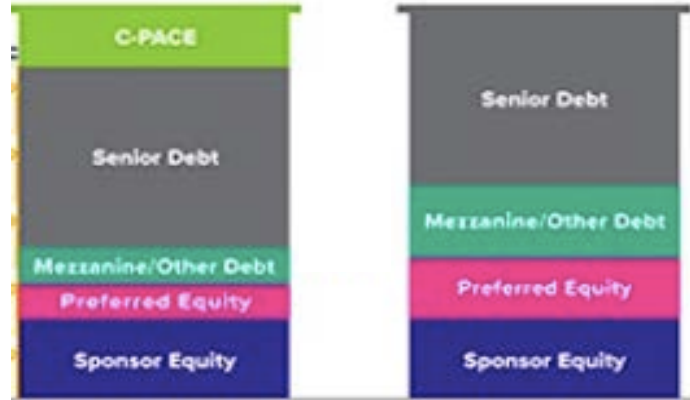 C-PACE
Senior Debt
Mezzanine/Other Debt
Preferred Equity
Sponsor Equity
Senior Debt
Mezzanine/Other Debt
Preferred Equity
Sponsor Equity